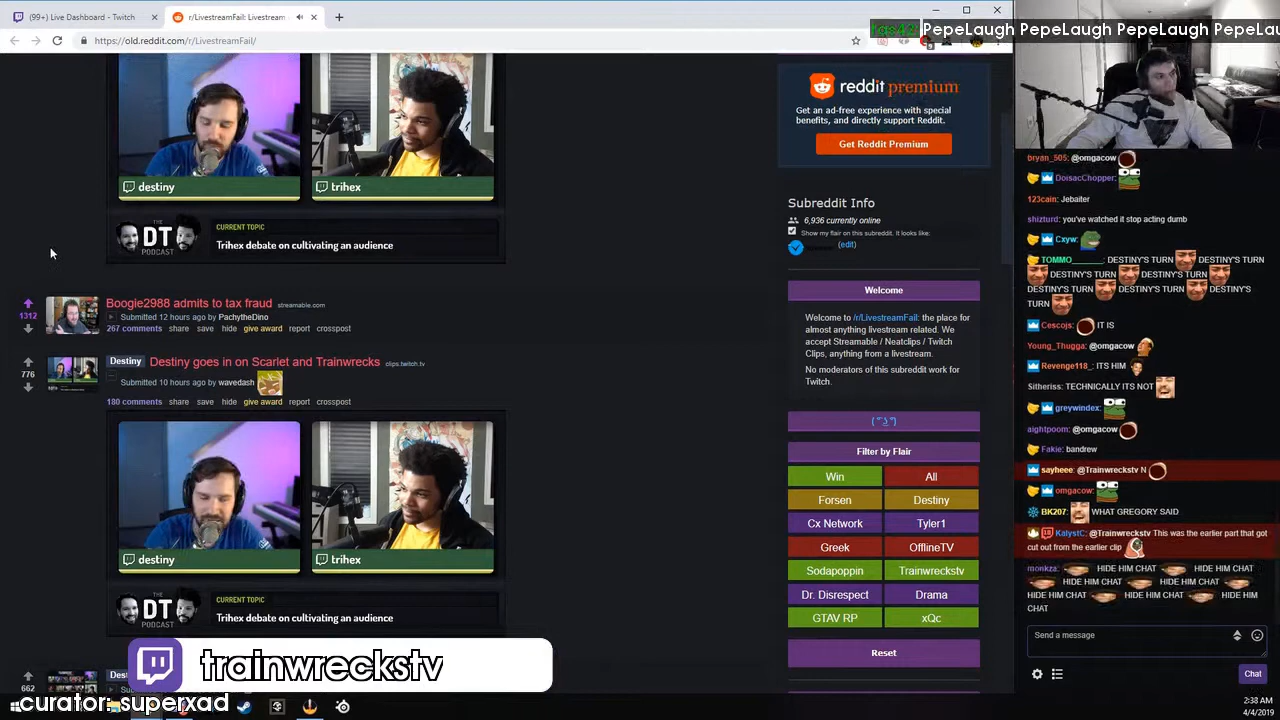 (99+) Live Dashboard - Twitch
r/LivestreamFail: Livestream
https://old.reddit.com/r/LivestreamFail/
destiny
trihex
THE
DT
PODCAST
CURRENT TOPIC
Trihex debate on cultivating an audience
1312
Boogie2988 admits to tax fraud streamable.com
Submitted 12 hours ago by PachytheDino
267 comments share save hide give award report crosspost
776
Destiny Destiny goes in on Scarlet and Trainwrecks clips.twitch.tv
Submitted 10 hours ago by wavedash
180 comments share save hide give award report crosspost
destiny
trihex
THE
DT
PODCAST
CURRENT TOPIC
Trihex debate on cultivating an audience
662
trainwreckstv
curator: superxad
reddit premium
Get an ad-free experience with special
benefits, and directly support Reddit.
Get Reddit Premium
Subreddit Info
6,936 currently online
Show my flair on this subreddit. It looks like:
(edit)
Welcome
Welcome to /r/LivestreamFail: the place for
almost anything livestream related. We
accept Streamable / Neatclips / Twitch
Clips, anything from a livestream.
No moderators of this subreddit work for
Twitch.
( ͡° ͜ʖ ͡°)
Filter by Flair
Win All
Forsen Destiny
Cx Network Tyler1
Greek OfflineTV
Sodapoppin Trainwreckstv
Dr. Disrespect Drama
GTAV RP xQc
Reset
PepeLaugh PepeLaugh PepeLaugh PepeLau
bryan_505: @omgacow
DoisacChopper:
123cain: Jebaiter
shizturd: you've watched it stop acting dumb
Cxyw:
TOMMO_______: DESTINY'S TURN DESTINY'S TURN
DESTINY'S TURN DESTINY'S TURN
DESTINY'S TURN DESTINY'S TURN DESTINY'S
TURN
Cescojs: IT IS
Young_Thugga: @omgacow
Revenge118_: ITS HIM
Sitheriss: TECHNICALLY ITS NOT
greywindex:
aightpoom: @omgacow
Fakie: bandrew
sayheee: @Trainwreckstv N
omgacow:
BK207: WHAT GREGORY SAID
KalystC: @Trainwreckstv This was the earlier part that got
cut out from the earlier clip
monkza: HIDE HIM CHAT HIDE HIM CHAT
HIDE HIM CHAT HIDE HIM CHAT
HIDE HIM CHAT HIDE HIM CHAT HIDE HIM
CHAT
Send a message
Chat
2:38 AM
4/4/2019